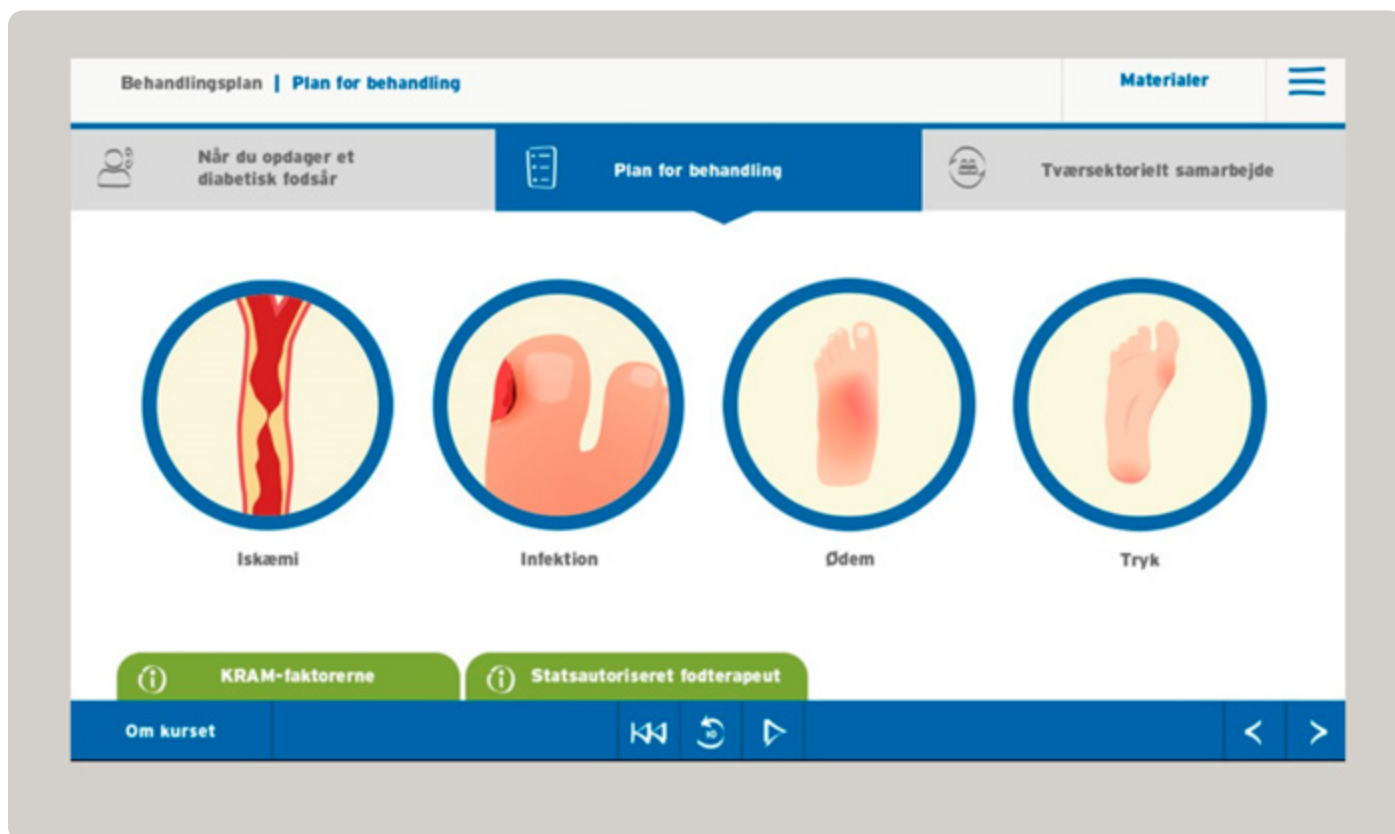 Behandlingsplan | Plan for behandling
Materialer
Når du opdager et
diabetisk fodsår
Plan for behandling
Tværsektorielt samarbejde
Iskæmi
Infektion
Ødem
Tryk
KRAM-faktorerne
Statsautoriseret fodterapeut
Om kurset
10